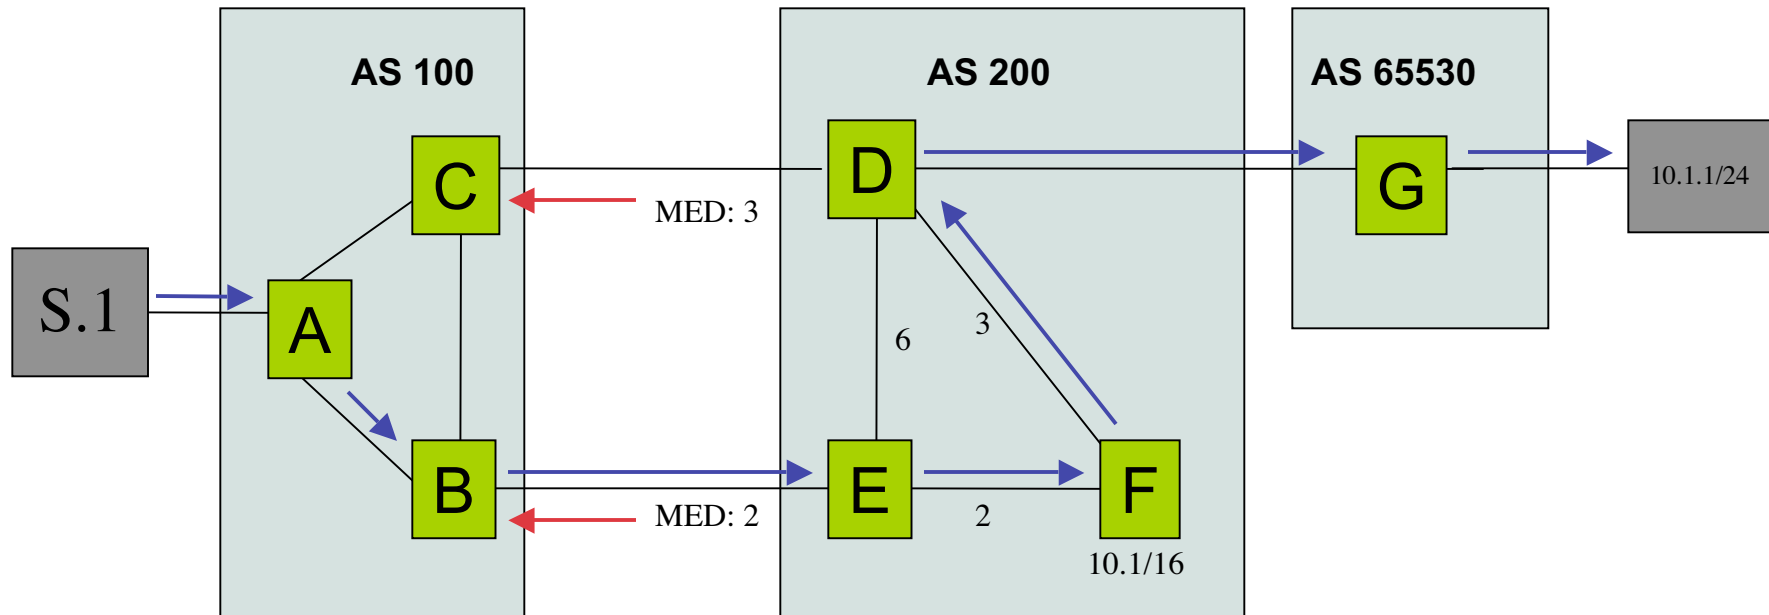 AS 100
AS 200
AS 65530
C
D
G
10.1.1/24
MED: 3
S.1
A
6
3
B
E
F
MED: 2
2
10.1/16